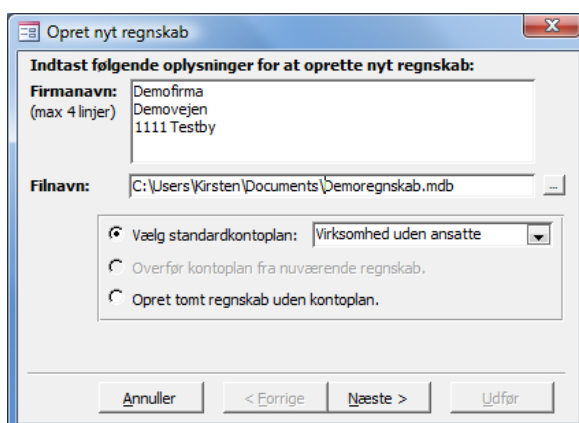 Opret nyt regnskab
Indtast følgende oplysninger for at oprette nyt regnskab:
Firmanavn:
(max 4 linjer)
Demofirma
Demovejen
1111 Testby
Filnavn:
C:\Users\Kirsten\Documents\Demoregnskab.mdb
...
Vælg standardkontoplan:
Virksomhed uden ansatte
Overfør kontoplan fra nuværende regnskab.
Opret tomt regnskab uden kontoplan.
Annuller
< Forrige
Næste >
Udfør